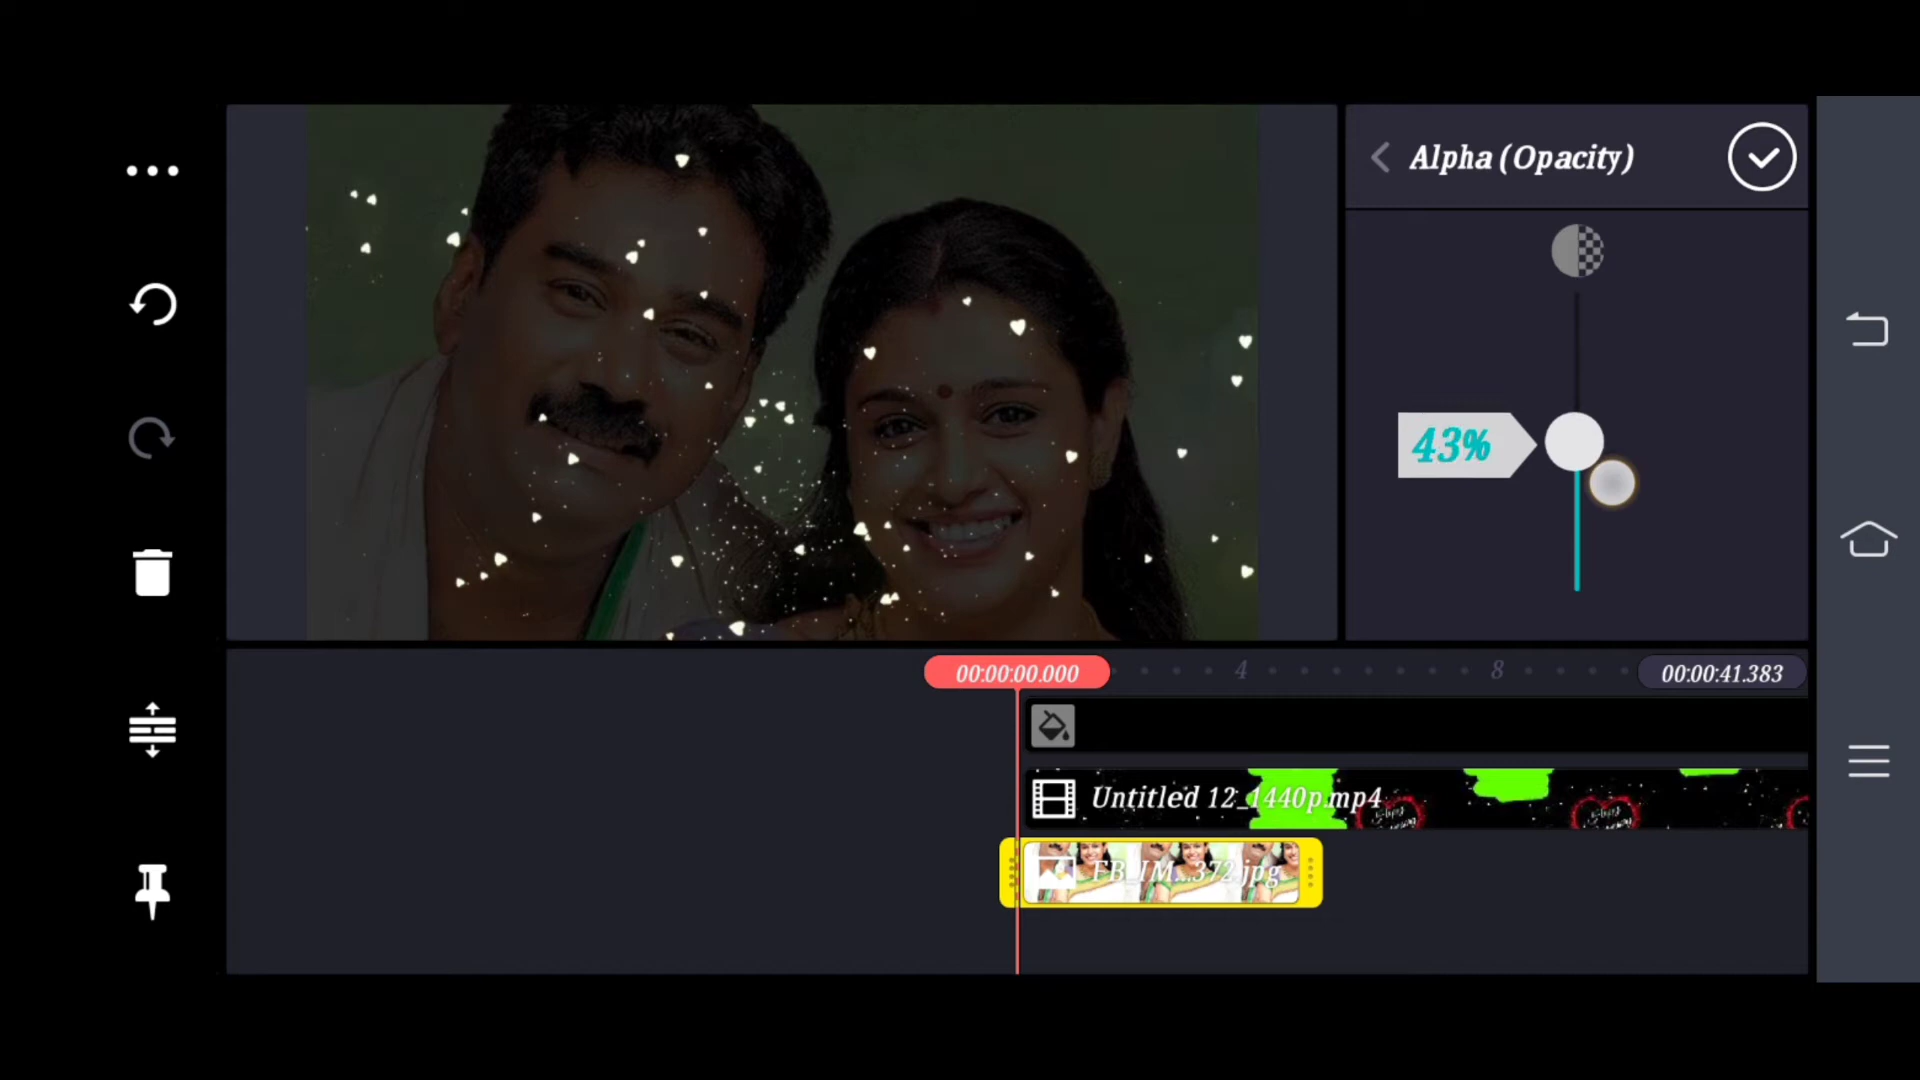 Alpha (Opacity)
43%
00:00:00.000
4
8
00:00:41.383
Untitled 12_1440p.mp4
FB_IM...372.jpg